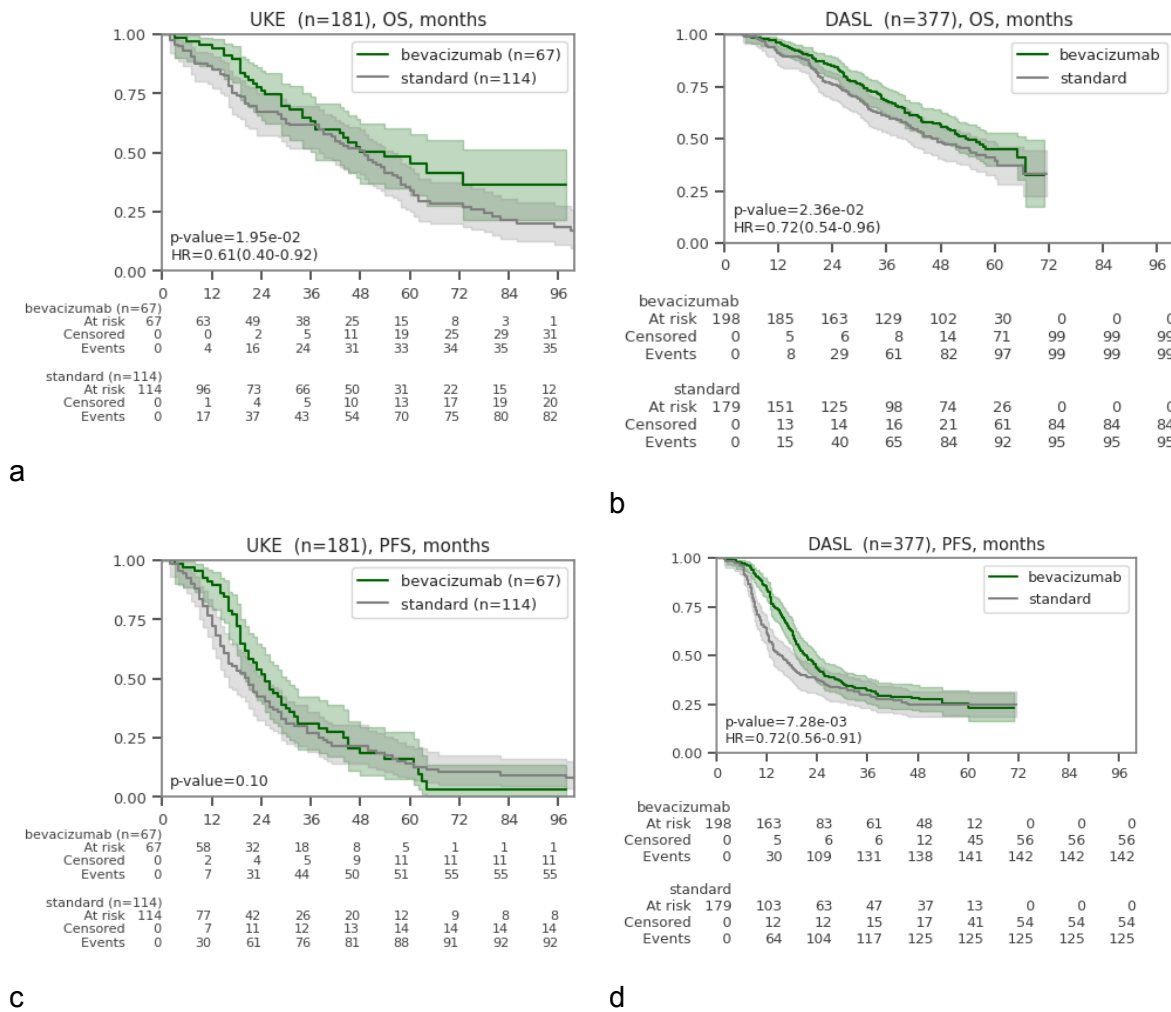 UKE (n=181), OS, months
1.00
0.75
0.50
0.25
0.00
bevacizumab (n=67)
standard (n=114)
p-value=1.95e-02
HR=0.61(0.40-0.92)
0 12 24 36 48 60 72 84 96
bevacizumab (n=67)
At risk 67 63 49 38 25 15 8 3 1
Censored 0 0 2 5 11 19 25 29 31
Events 0 4 16 24 31 33 34 35 35
standard (n=114)
At risk 114 96 73 66 50 31 22 15 12
Censored 0 1 4 5 10 13 17 19 20
Events 0 17 37 43 54 70 75 80 82
a
DASL (n=377), OS, months
1.00
0.75
0.50
0.25
0.00
bevacizumab
standard
p-value=2.36e-02
HR=0.72(0.54-0.96)
0 12 24 36 48 60 72 84 96
bevacizumab
At risk 198 185 163 129 102 30 0 0 0
Censored 0 5 6 8 14 71 99 99 99
Events 0 8 29 61 82 97 99 99 99
standard
At risk 179 151 125 98 74 26 0 0 0
Censored 0 13 14 16 21 61 84 84 84
Events 0 15 40 65 84 92 95 95 95
b
UKE (n=181), PFS, months
1.00
0.75
0.50
0.25
0.00
bevacizumab (n=67)
standard (n=114)
p-value=0.10
0 12 24 36 48 60 72 84 96
bevacizumab (n=67)
At risk 67 58 32 18 8 5 1 1 1
Censored 0 2 4 5 9 11 11 11 11
Events 0 7 31 44 50 51 55 55 55
standard (n=114)
At risk 114 77 42 26 20 12 9 8 8
Censored 0 7 11 12 13 14 14 14 14
Events 0 30 61 76 81 88 91 92 92
c
DASL (n=377), PFS, months
1.00
0.75
0.50
0.25
0.00
bevacizumab
standard
p-value=7.28e-03
HR=0.72(0.56-0.91)
0 12 24 36 48 60 72 84 96
bevacizumab
At risk 198 163 83 61 48 12 0 0 0
Censored 0 5 6 6 12 45 56 56 56
Events 0 30 109 131 138 141 142 142 142
standard
At risk 179 103 63 47 37 13 0 0 0
Censored 0 12 12 15 17 41 54 54 54
Events 0 64 104 117 125 125 125 125 125
d